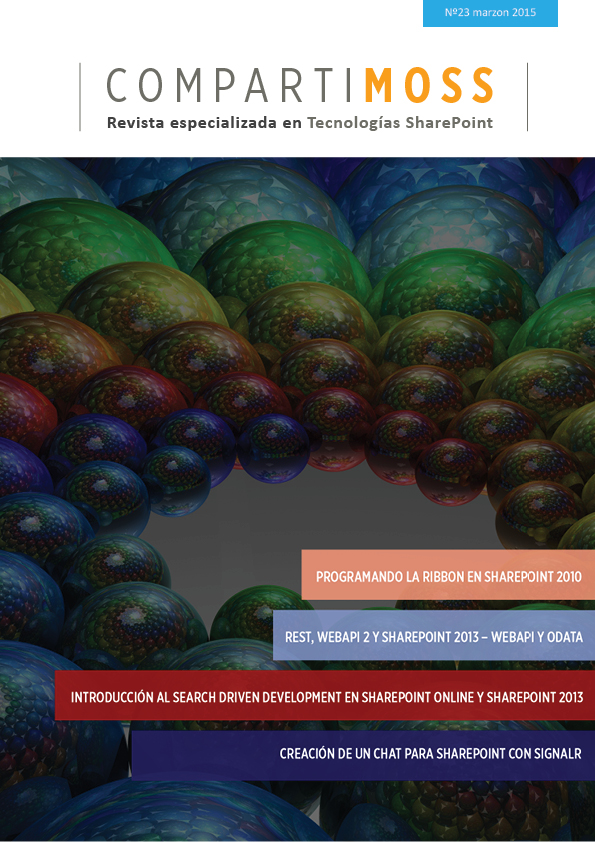 Nº23 marzon 2015
COMPARTIMOSS
Revista especializada en Tecnologías SharePoint
PROGRAMANDO LA RIBBON EN SHAREPOINT 2010
REST, WEBAPI 2 Y SHAREPOINT 2013 – WEBAPI Y ODATA
INTRODUCCIÓN AL SEARCH DRIVEN DEVELOPMENT EN SHAREPOINT ONLINE Y SHAREPOINT 2013
CREACIÓN DE UN CHAT PARA SHAREPOINT CON SIGNALR